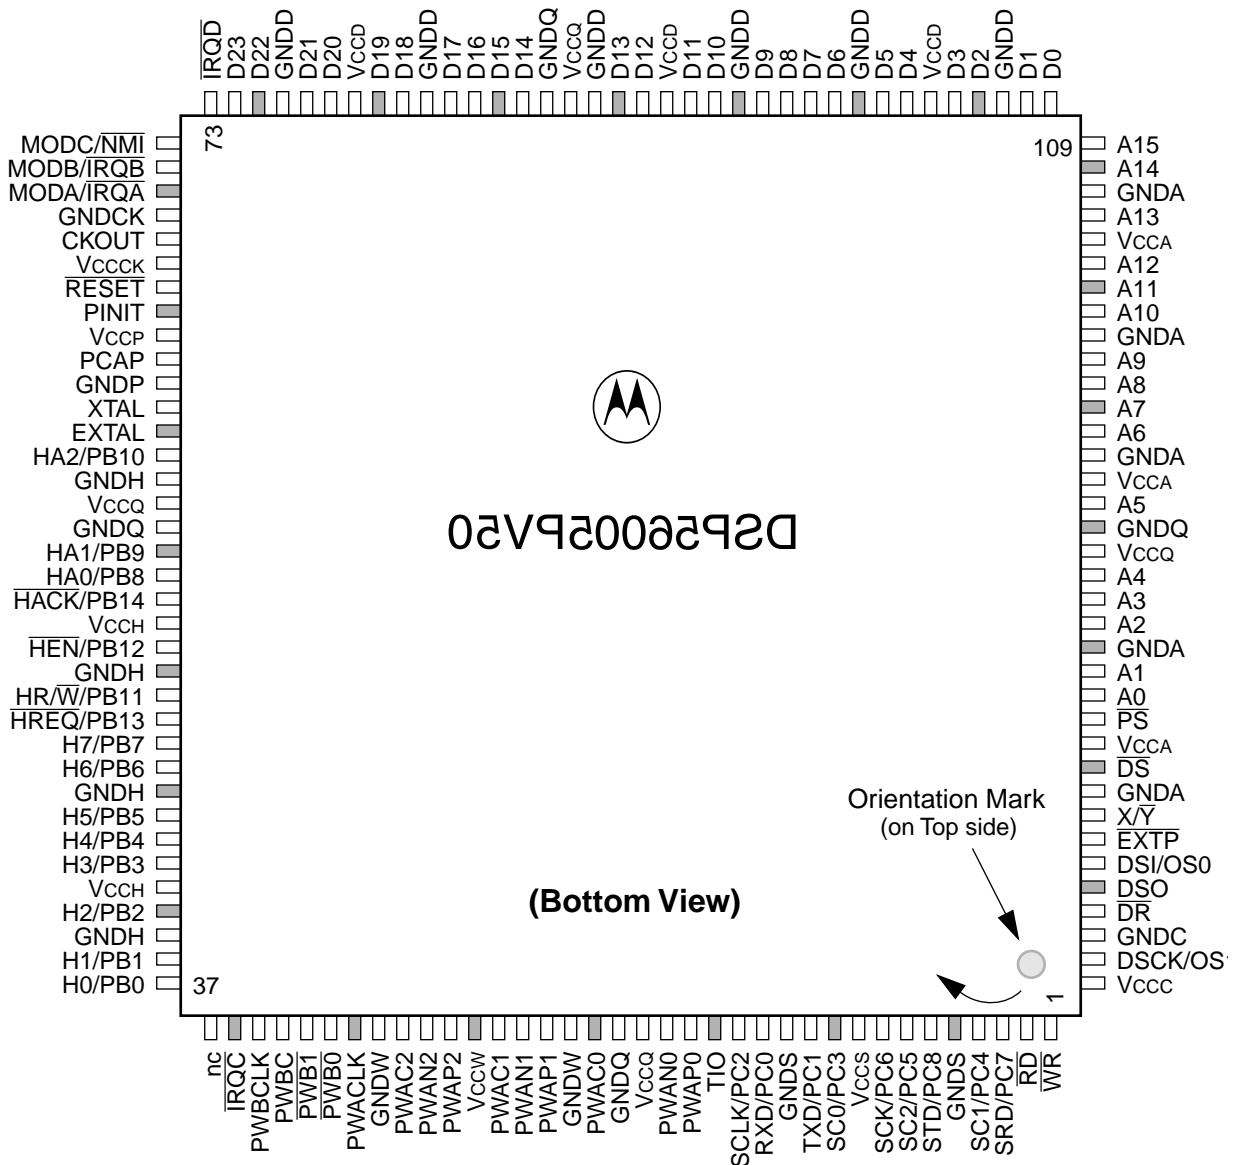 IRQD
D23
D22
GNDD
D21
D20
VCCD
D19
D18
GNDD
D17
D16
D15
D14
GNDQ
VCCQ
GNDD
D13
D12
VCCD
D11
D10
GNDD
D9
D8
D7
D6
GNDD
D5
D4
VCCD
D3
D2
GNDD
D1
D0
73
109
MODC/NMI
MODB/IRQB
MODA/IRQA
GNDCK
CKOUT
VCCCK
RESET
PINIT
VCCP
PCAP
GNDP
XTAL
EXTAL
HA2/PB10
GNDH
VCCQ
GNDQ
HA1/PB9
HA0/PB8
HACK/PB14
VCCH
HEN/PB12
GNDH
HR/W/PB11
HREQ/PB13
H7/PB7
H6/PB6
GNDH
H5/PB5
H4/PB4
H3/PB3
VCCH
H2/PB2
GNDH
H1/PB1
H0/PB0
DSP56005PV50
Orientation Mark
(on Top side)
(Bottom View)
A15
A14
GNDA
A13
VCCA
A12
A11
A10
GNDA
A9
A8
A7
A6
GNDA
VCCA
A5
GNDQ
VCCQ
A4
A3
A2
GNDA
A1
A0
PS
VCCA
DS
GNDA
X/Y
EXTP
DSI/OS0
DSO
DR
GNDC
DSCK/OS
VCCC
37
1
nc
IRQC
PWBCLK
PWBC
PWB1
PWB0
PWACLK
GNDW
PWAC2
PWAN2
PWAP2
VCCW
PWAC1
PWAN1
PWAP1
GNDW
PWAC0
GNDQ
VCCQ
PWAN0
PWAP0
TIO
SCLK/PC2
RXD/PC0
GNDS
TXD/PC1
SC0/PC3
VCCS
SCK/PC6
SC2/PC5
STD/PC8
GNDS
SC1/PC4
SRD/PC7
RD
WR